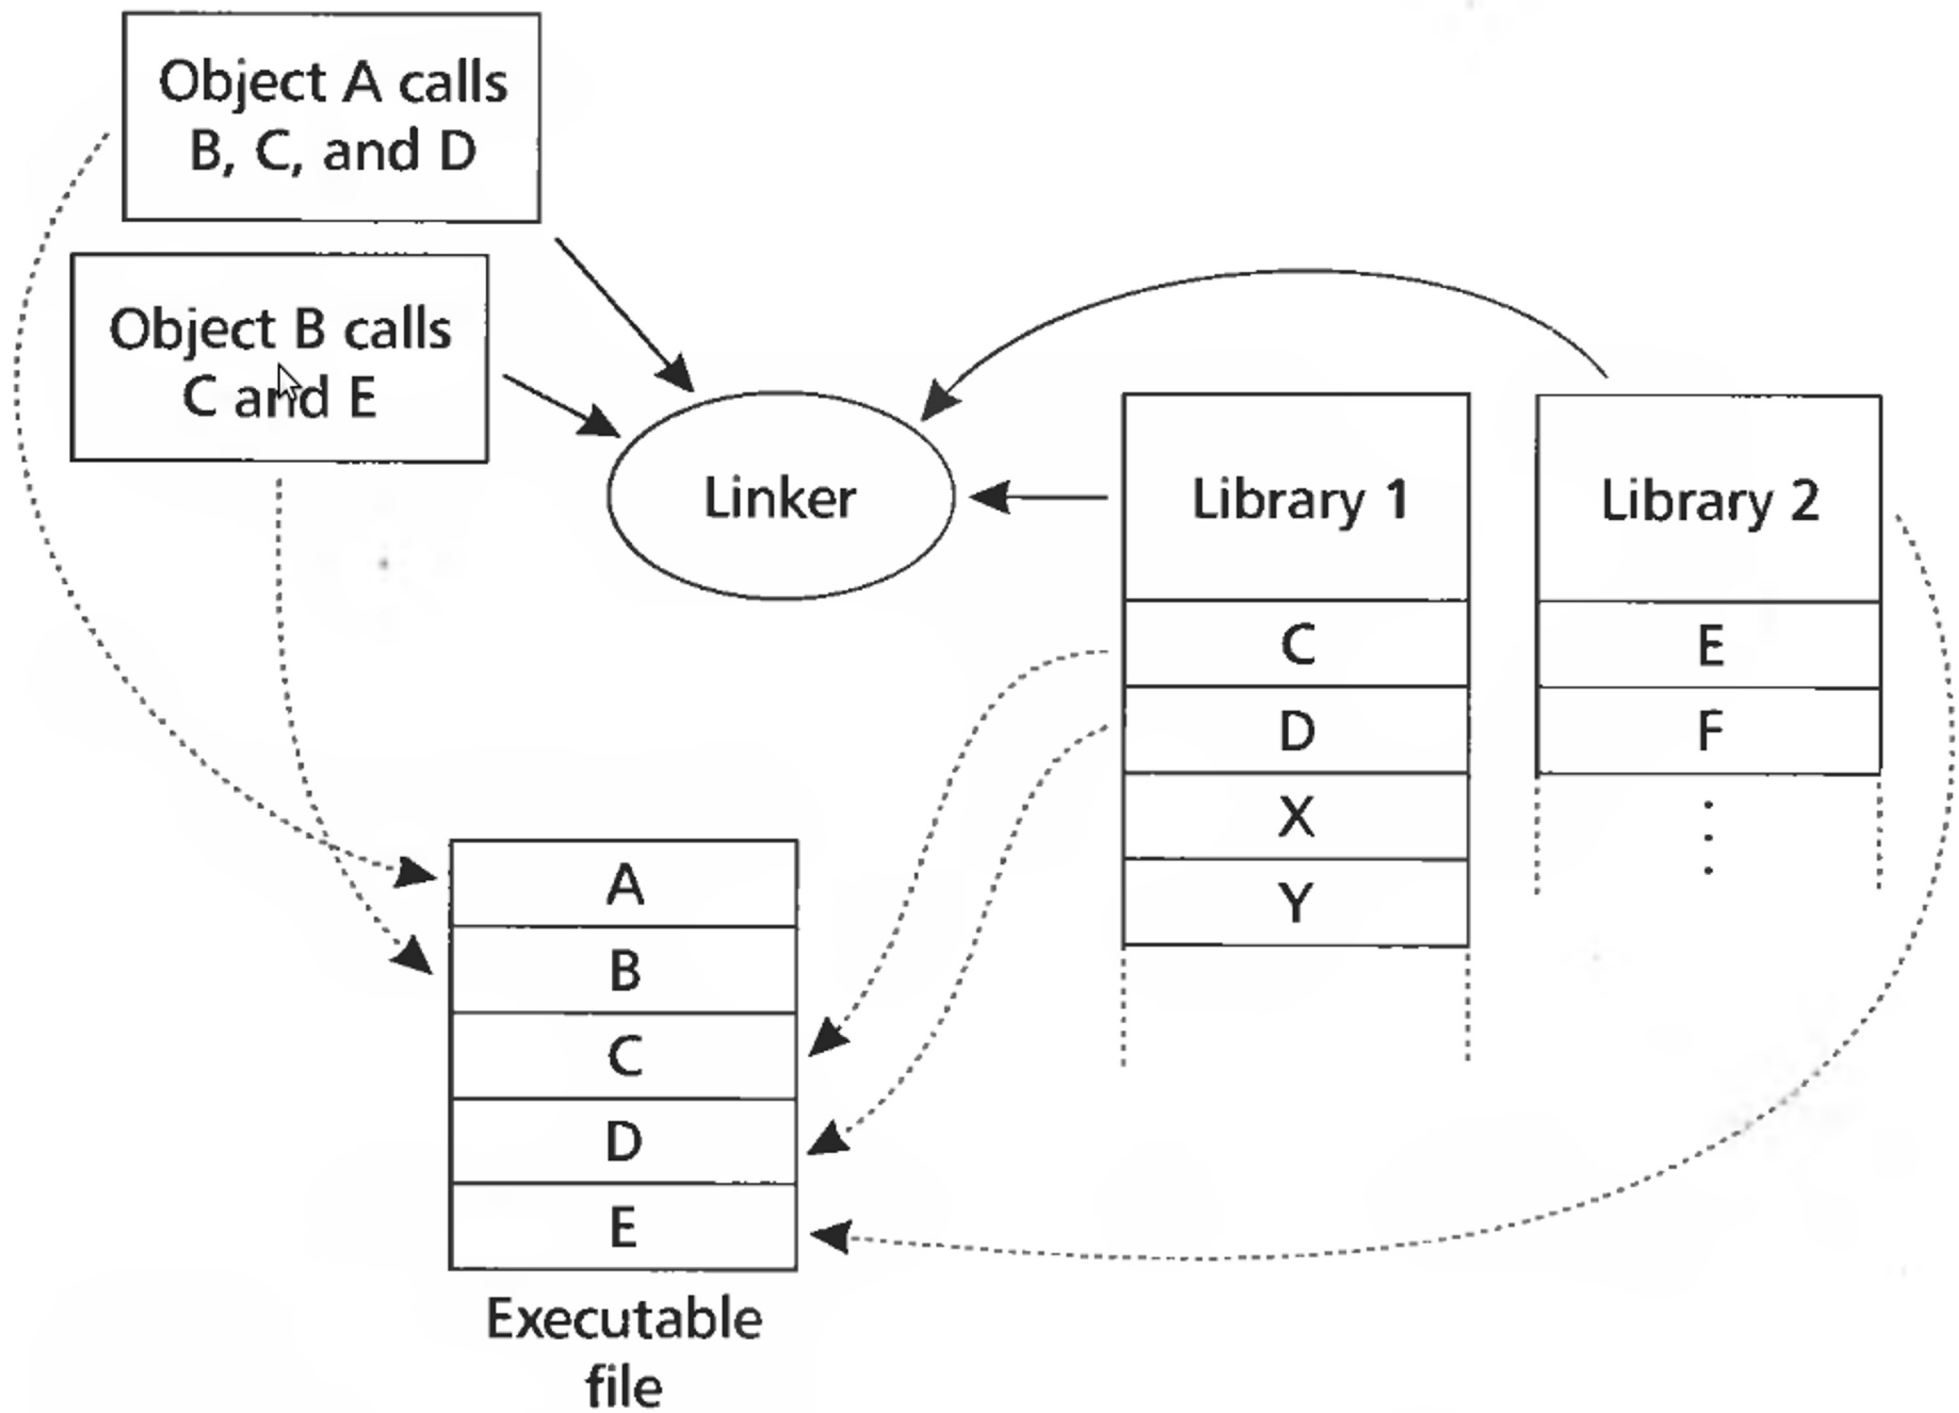 Object A calls
B, C, and D
Object B calls
C and E
Linker
Library 1
C
D
X
Y
Library 2
E
F
A
B
C
D
E
Executable
file